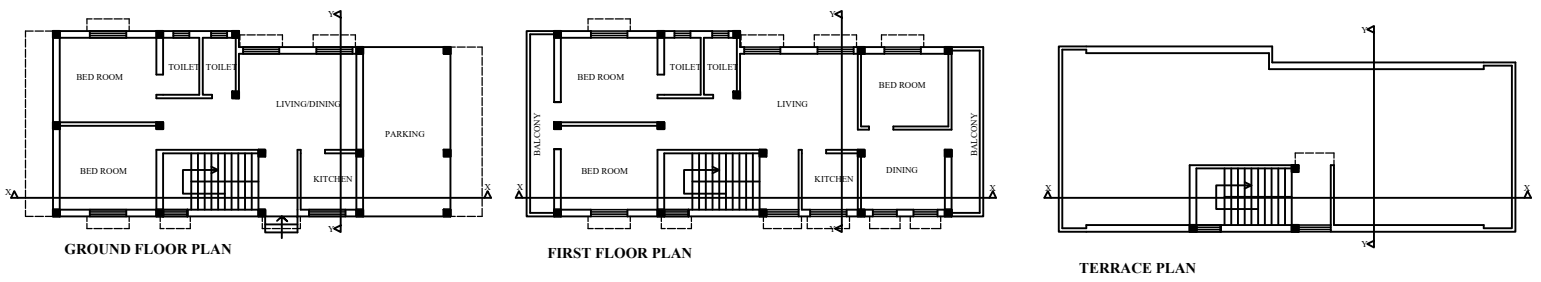 Y
BED ROOM
TOILET
TOILET
LIVING/DINING
PARKING
BED ROOM
KITCHEN
X
X
Y
GROUND FLOOR PLAN
Y
BED ROOM
TOILET
TOILET
LIVING
BED ROOM
BALCONY
BALCONY
BED ROOM
KITCHEN
DINING
X
X
Y
FIRST FLOOR PLAN
Y
X
X
Y
TERRACE PLAN